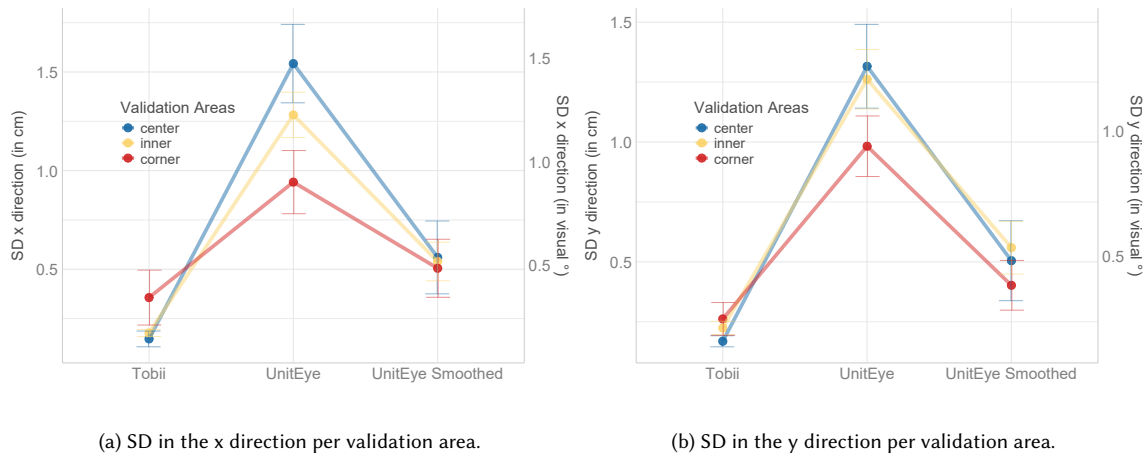 SD x direction (in cm)
1.5
1.0
0.5
Validation Areas
center
inner
corner
1.5
1.0
0.5
SD x direction (in visual °)
Tobii
UnitEye
UnitEye Smoothed
(a) SD in the x direction per validation area.
SD y direction (in cm)
1.5
1.0
0.5
Validation Areas
center
inner
corner
1.0
0.5
SD y direction (in visual °)
Tobii
UnitEye
UnitEye Smoothed
(b) SD in the y direction per validation area.